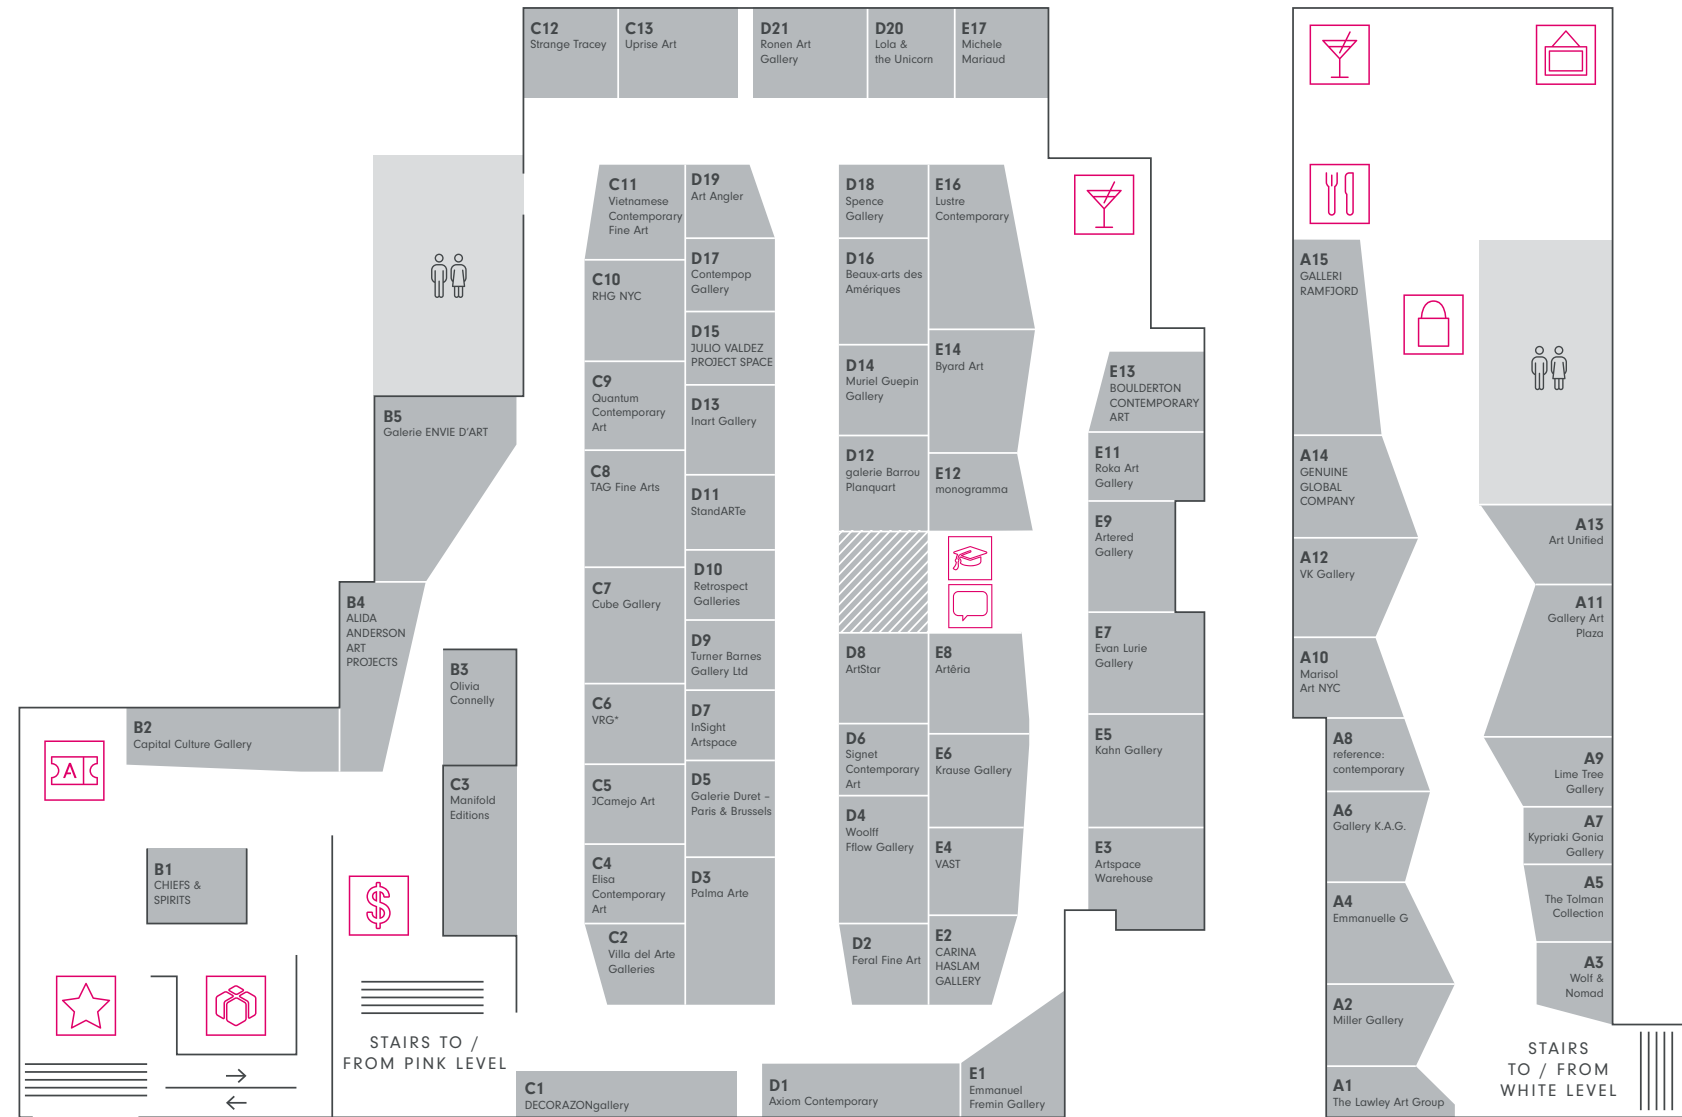 C12
Strange Tracey
C13
Uprise Art
D21
Ronen Art
Gallery
D20
Lola &
the Unicorn
E17
Michele
Mariaud
C11
Vietnamese
Contemporary
Fine Art
C10
RHG NYC
C9
Quantum
Contemporary
Art
C8
TAG Fine Arts
C7
Cube Gallery
C6
VRG*
C5
JCamejo Art
C4
Elisa
Contemporary
Art
C2
Villa del Arte
Galleries
D19
Art Angler
D17
Contempop
Gallery
D15
JULIO VALDEZ
PROJECT SPACE
D13
Inart Gallery
D11
StandARTe
D10
Retrospect
Galleries
D9
Turner Barnes
Gallery Ltd
D7
InSight
Artspace
D5
Galerie Duret –
Paris & Brussels
D3
Palma Arte
D18
Spence
Gallery
D16
Beaux-arts des
Amériques
D14
Muriel Guepin
Gallery
D12
galerie Barrou
Planquart
D8
ArtStar
D6
Signet
Contemporary
Art
D4
Woolff
Fflow Gallery
D2
Feral Fine Art
E16
Lustre
Contemporary
E14
Byard Art
E12
monogramma
E8
Artêria
E6
Krause Gallery
E4
VAST
E2
CARINA
HASLAM
GALLERY
E13
BOULDERTON
CONTEMPORARY
ART
E11
Roka Art
Gallery
E9
Artered
Gallery
E7
Evan Lurie
Gallery
E5
Kahn Gallery
E3
Artspace
Warehouse
B5
Galerie ENVIE D'ART
B4
ALIDA
ANDERSON
ART
PROJECTS
B3
Olivia
Connelly
B2
Capital Culture Gallery
A
C3
Manifold
Editions
B1
CHIEFS &
SPIRITS
$
STAIRS TO /
FROM PINK LEVEL
C1
DECORAZONgallery
D1
Axiom Contemporary
E1
Emmanuel
Fremin Gallery
A15
GALLERI
RAMFJORD
A14
GENUINE
GLOBAL
COMPANY
A12
VK Gallery
A10
Marisol
Art NYC
A8
reference:
contemporary
A6
Gallery K.A.G.
A4
Emmanuelle G
A2
Miller Gallery
A1
The Lawley Art Group
A13
Art Unified
A11
Gallery Art
Plaza
A9
Lime Tree
Gallery
A7
Kypriaki Gonia
Gallery
A5
The Tolman
Collection
A3
Wolf &
Nomad
STAIRS
TO / FROM
WHITE LEVEL